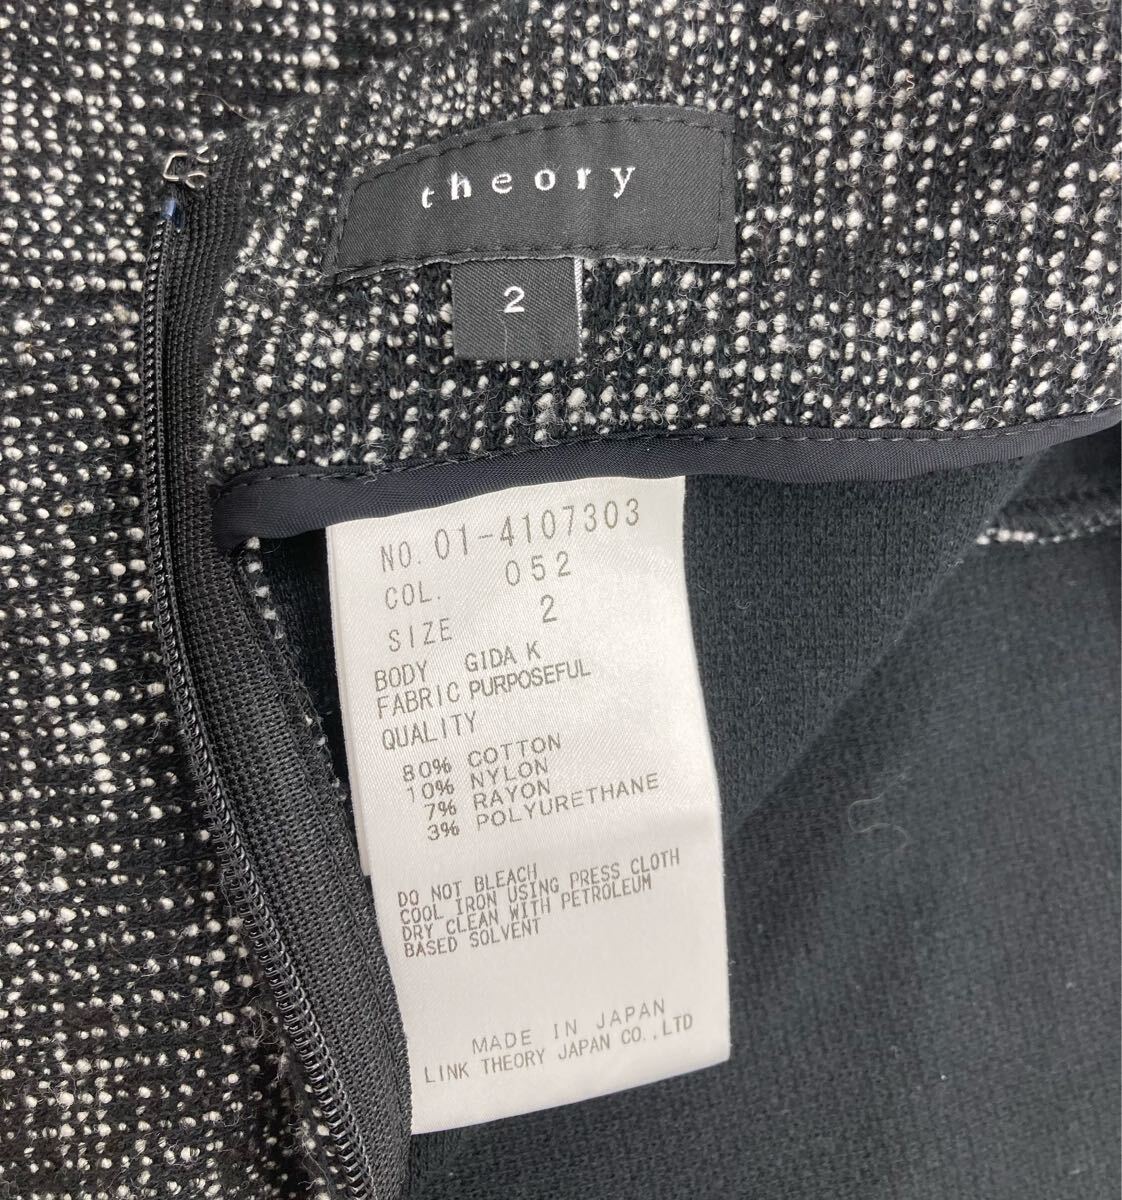 theory
2
NO. 01-4107303
COL. 052
SIZE 2
BODY GIDA K
FABRIC PURPOSEFUL
QUALITY
80% COTTON
10% NYLON
7% RAYON
3% POLYURETHANE
DO NOT BLEACH
COOL IRON USING PRESS CLOTH
DRY CLEAN WITH PETROLEUM
BASED SOLVENT
MADE IN JAPAN
LINK THEORY JAPAN CO.,LTD